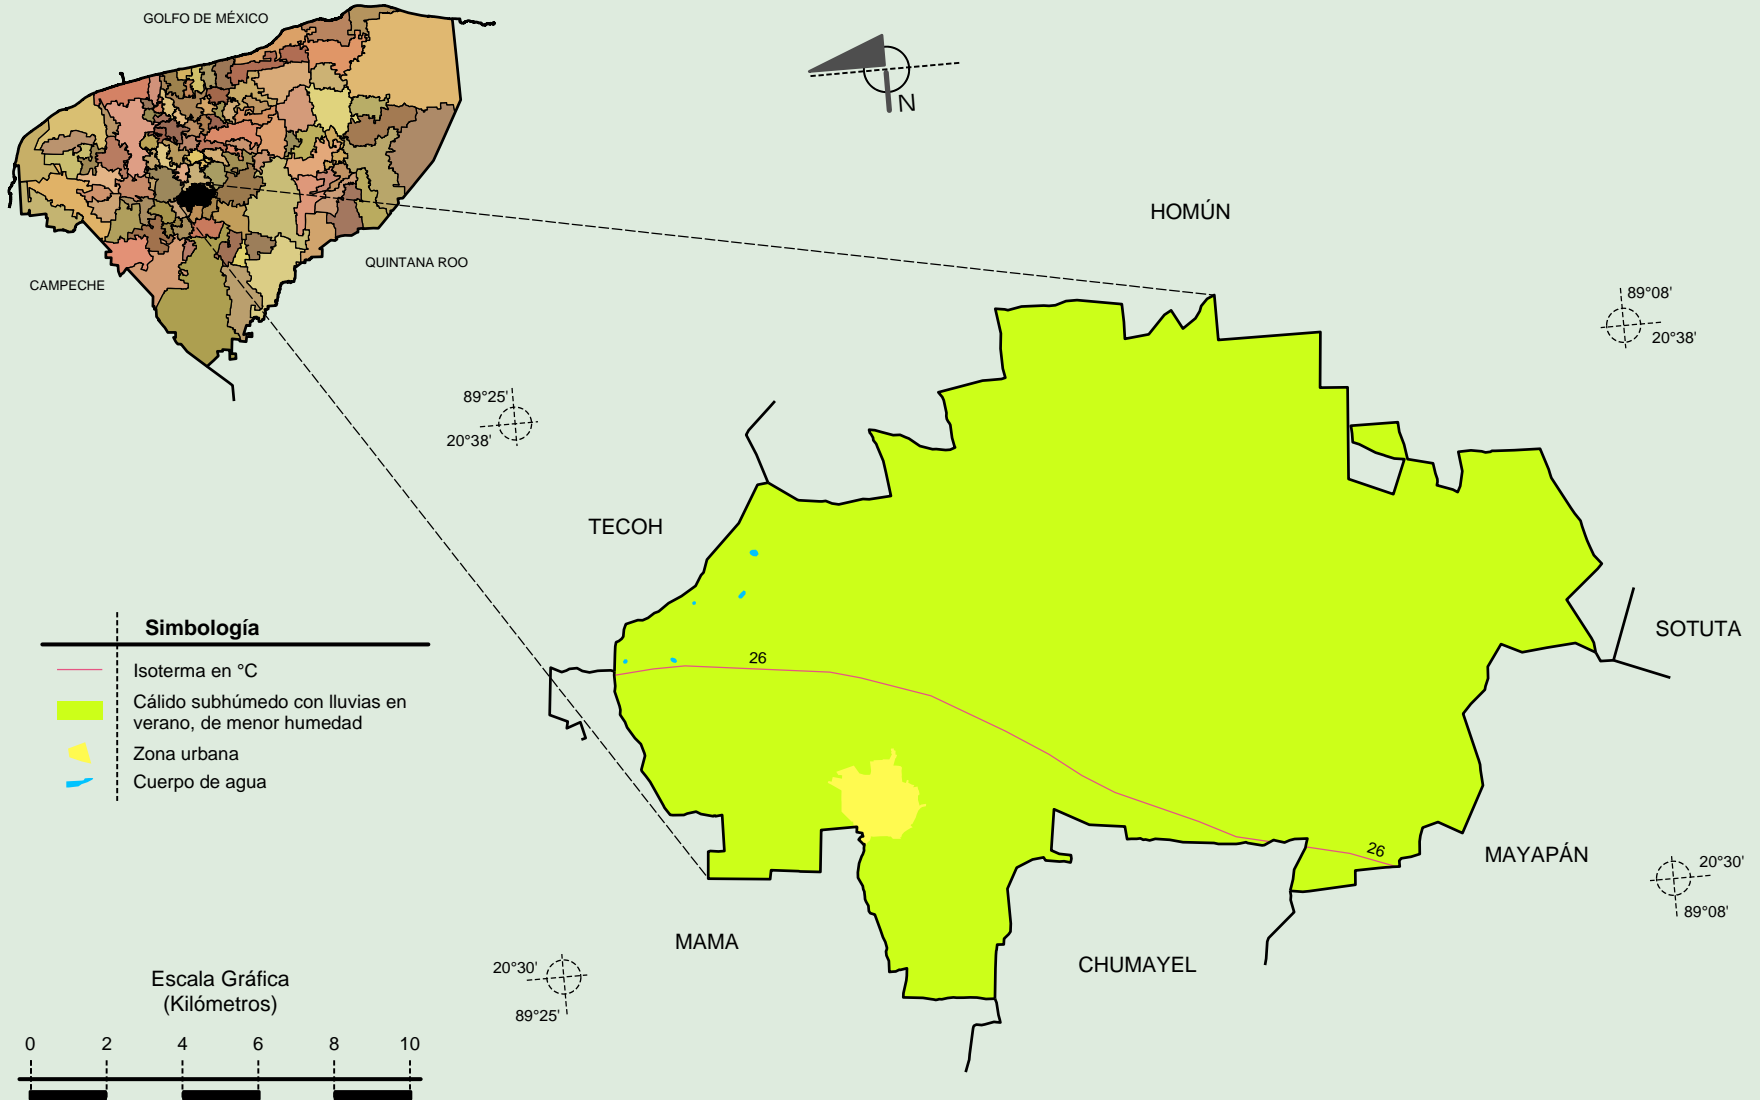 GOLFO DE MÉXICO
CAMPECHE
QUINTANA ROO
N
HOMÚN
89°08'
20°38'
89°25'
20°38'
TECOH
SOTUTA
26
26
MAYAPÁN
20°30'
89°08'
MAMA
CHUMAYEL
20°30'
89°25'
Simbología
Isoterma en °C
Cálido subhúmedo con lluvias en
verano, de menor humedad
Zona urbana
Cuerpo de agua
Escala Gráfica
(Kilómetros)
0 2 4 6 8 10